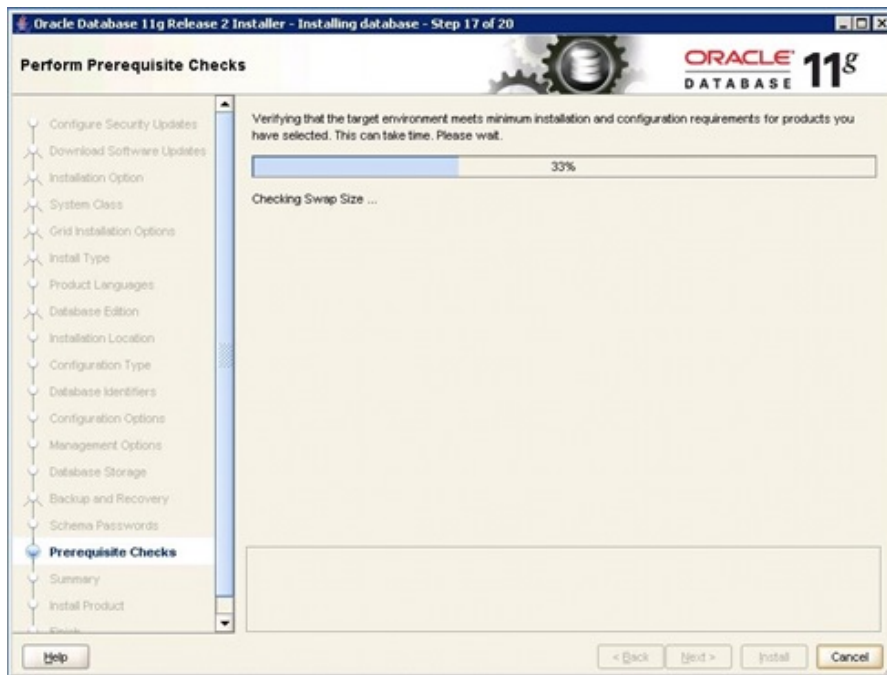 Oracle Database 11g Release 2 Installer - Installing database - Step 17 of 20
Perform Prerequisite Checks
ORACLE
DATABASE
11g
Configure Security Updates
Download Software Updates
Installation Option
System Class
Grid Installation Options
Install Type
Product Languages
Database Edition
Installation Location
Configuration Type
Database Identifiers
Configuration Options
Management Options
Database Storage
Backup and Recovery
Schema Passwords
Prerequisite Checks
Summary
Install Product
Finish
Verifying that the target environment meets minimum installation and configuration requirements for products you
have selected. This can take time. Please wait.
33%
Checking Swap Size ...
Help
< Back
Next >
Install
Cancel